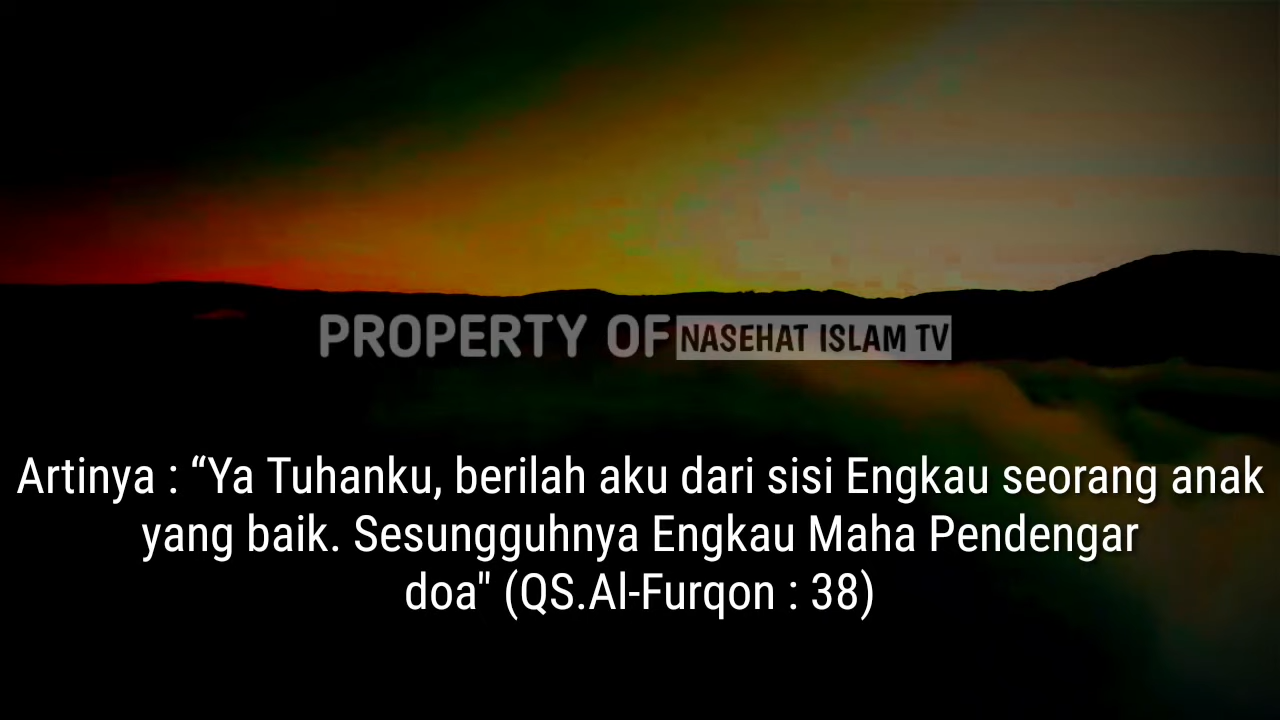 PROPERTY OF NASEHAT ISLAM TV
Artinya : “Ya Tuhanku, berilah aku dari sisi Engkau seorang anak
yang baik. Sesungguhnya Engkau Maha Pendengar
doa" (QS.Al-Furqon : 38)